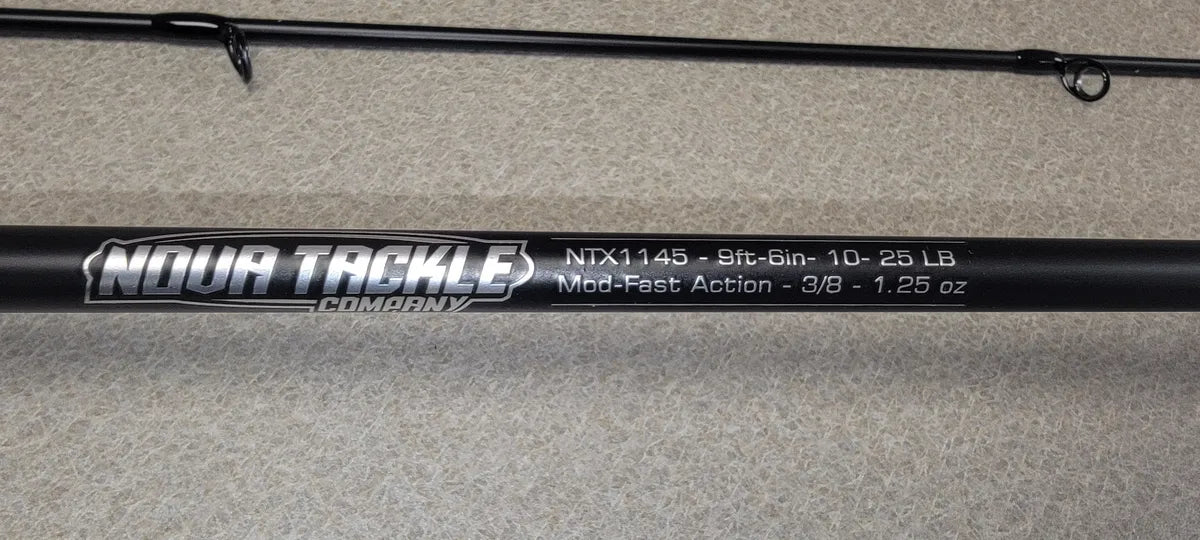 NOVA TACKLE
COMPANY
NTX1145 - 9ft-6in- 10- 25 LB
Mod-Fast Action - 3/8 - 1.25 oz